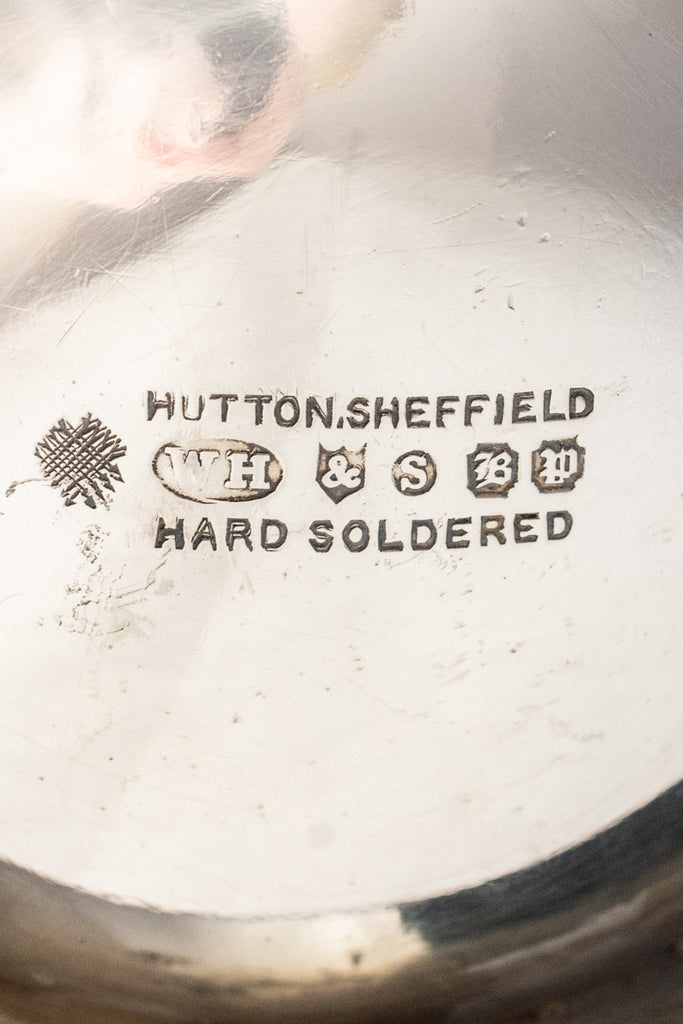 HUTTON.SHEFFIELD
WH & S B P
HARD SOLDERED